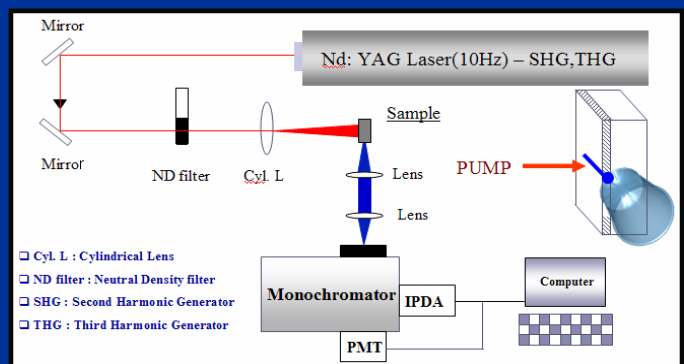 Mirror
Nd: YAG Laser(10Hz) – SHG,THG
Sample
Mirror
ND filter
Cyl. L
Lens
PUMP
Lens
❑ Cyl. L : Cylindrical Lens
❑ ND filter : Neutral Density filter
❑ SHG : Second Harmonic Generator
❑ THG : Third Harmonic Generator
Monochromator
IPDA
Computer
PMT